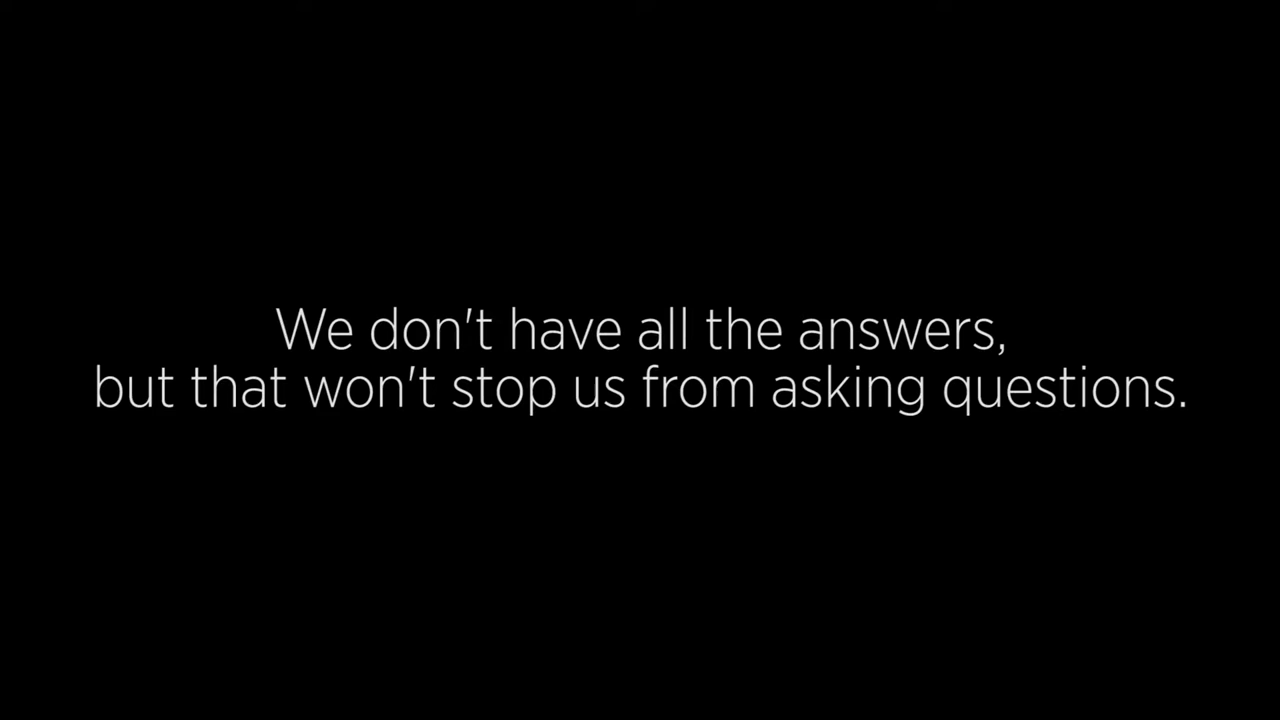 We don't have all the answers,
but that won't stop us from asking questions.